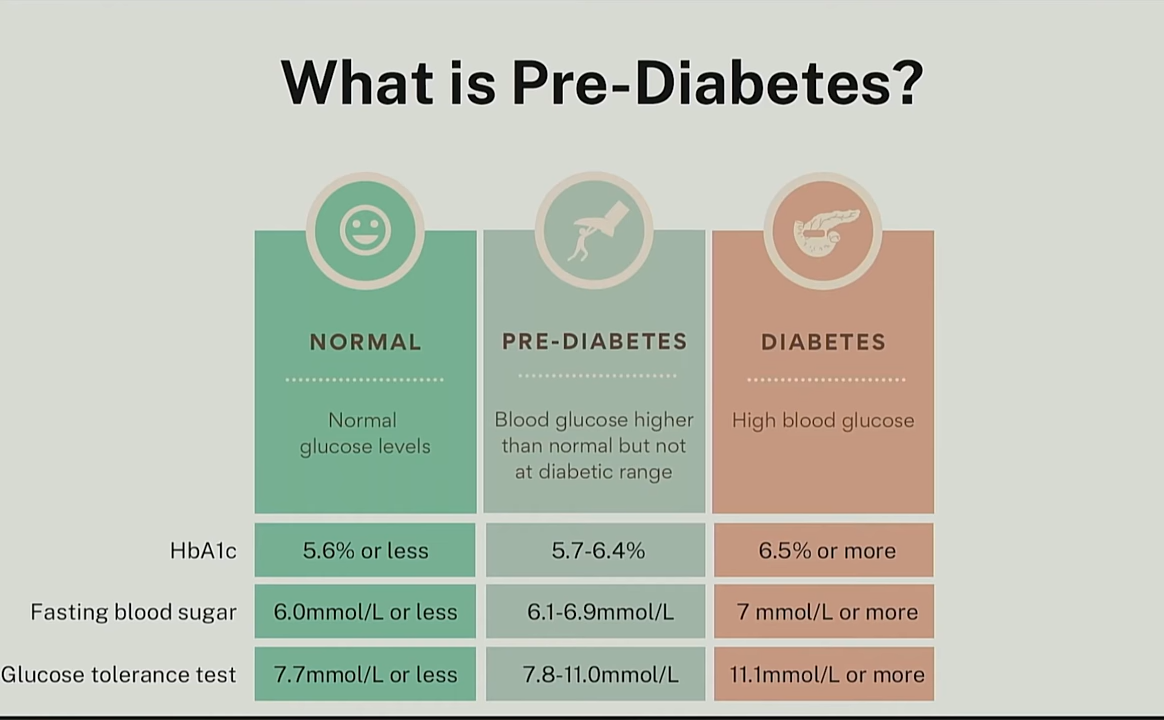 What is Pre-Diabetes?
NORMAL
Normal
glucose levels
PRE-DIABETES
Blood glucose higher
than normal but not
at diabetic range
DIABETES
High blood glucose
HbA1c 5.6% or less 5.7-6.4% 6.5% or more
Fasting blood sugar 6.0mmol/L or less 6.1-6.9mmol/L 7 mmol/L or more
Glucose tolerance test 7.7mmol/L or less 7.8-11.0mmol/L 11.1mmol/L or more